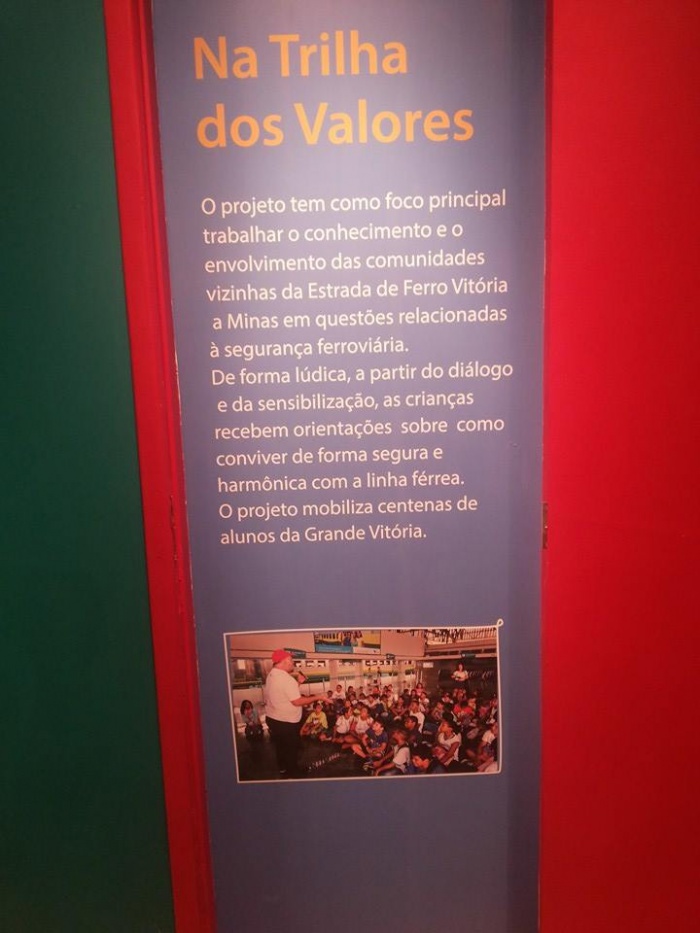 Na Trilha
dos Valores
O projeto tem como foco principal
trabalhar o conhecimento e o
envolvimento das comunidades
vizinhas da Estrada de Ferro Vitória
a Minas em questões relacionadas
à segurança ferroviária.
De forma lúdica, a partir do diálogo
e da sensibilização, as crianças
recebem orientações sobre como
conviver de forma segura e
harmônica com a linha férrea.
O projeto mobiliza centenas de
alunos da Grande Vitória.